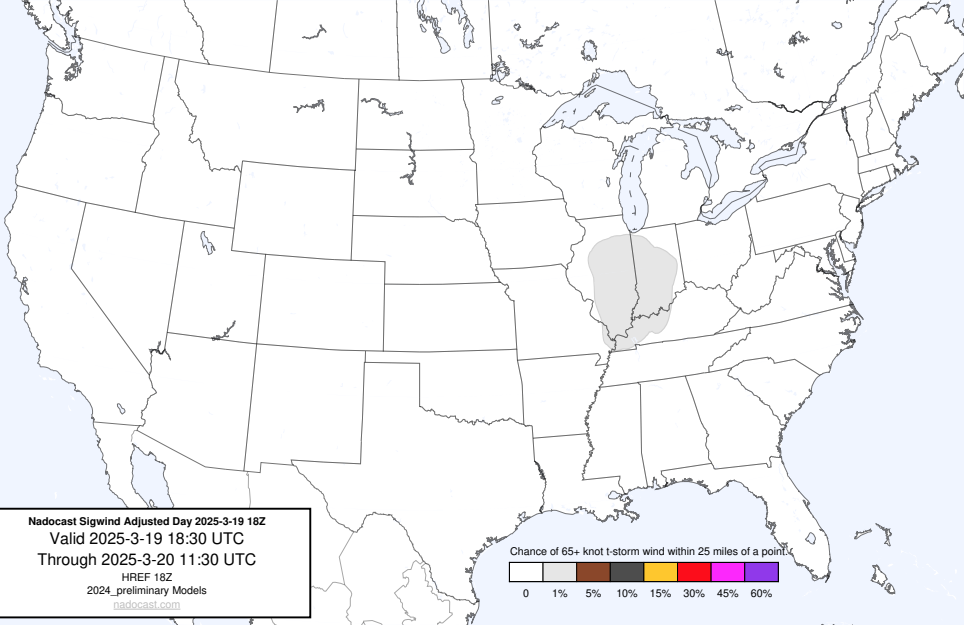 Nadocast Sigwind Adjusted Day 2025-3-19 18Z
Valid 2025-3-19 18:30 UTC
Through 2025-3-20 11:30 UTC
HREF 18Z
2024_preliminary Models
nadocast.com
Chance of 65+ knot t-storm wind within 25 miles of a point.
0 1% 5% 10% 15% 30% 45% 60%